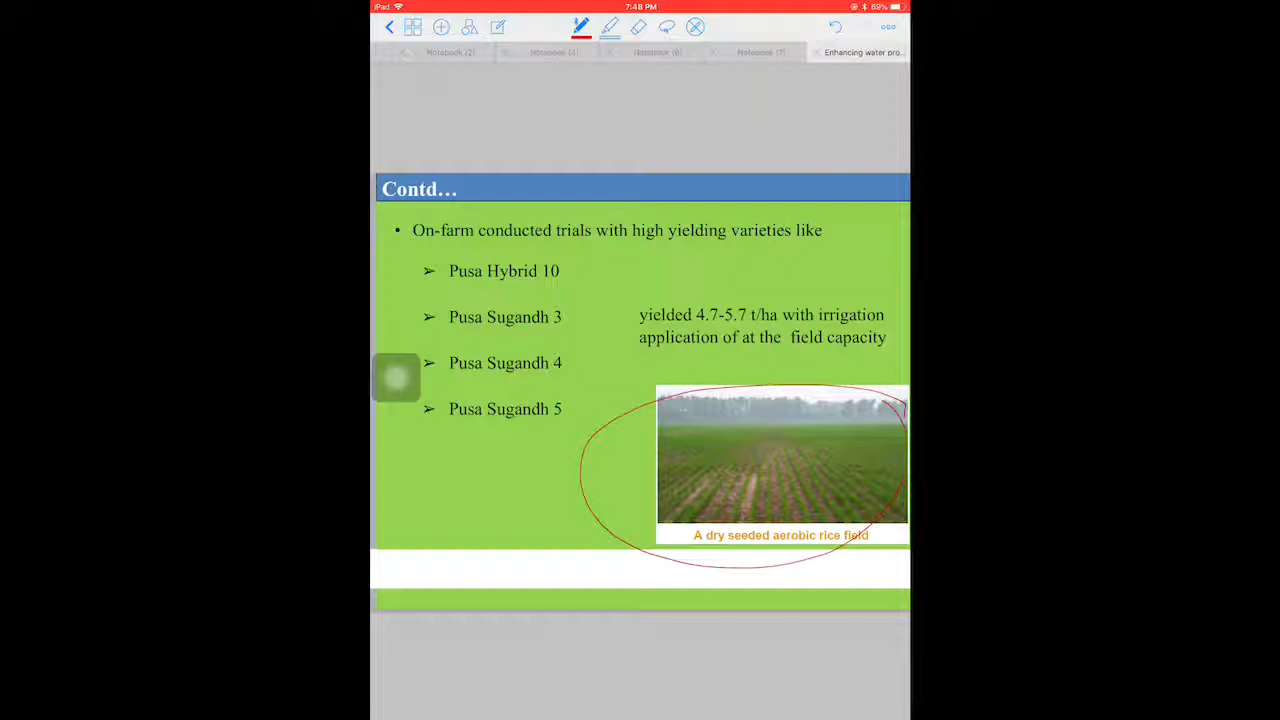 iPad 7:48 PM 69%
Notebook (2) Notebook (4) Notebook (6) Notebook (7) Enhancing water pro...
Contd...
• On-farm conducted trials with high yielding varieties like
➢ Pusa Hybrid 10
➢ Pusa Sugandh 3
yielded 4.7-5.7 t/ha with irrigation
application of at the field capacity
➢ Pusa Sugandh 4
➢ Pusa Sugandh 5
A dry seeded aerobic rice field